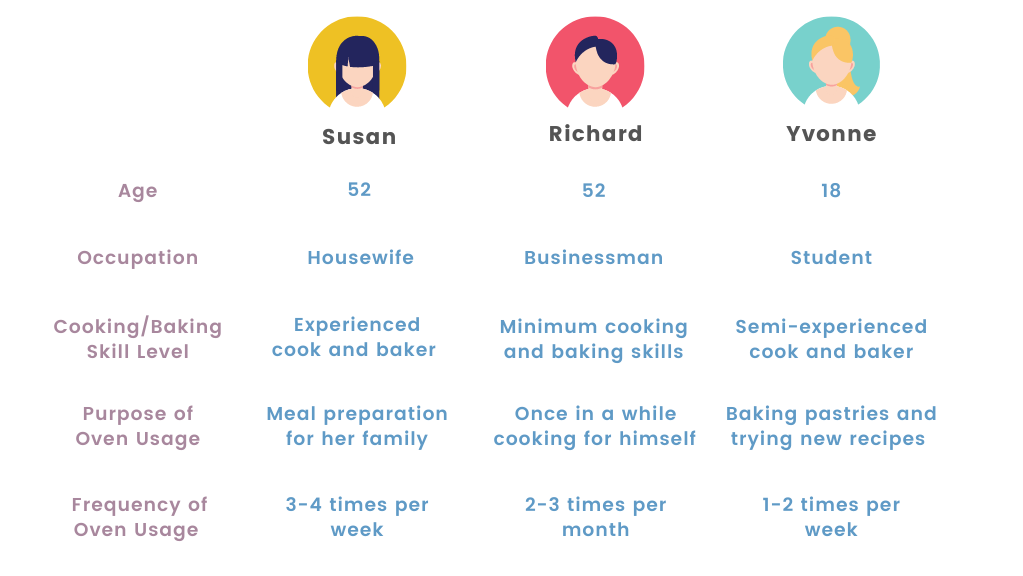 Susan Richard Yvonne
Age 52 52 18
Occupation Housewife Businessman Student
Cooking/Baking Experienced Minimum cooking Semi-experienced
Skill Level cook and baker and baking skills cook and baker
Purpose of Meal preparation Once in a while Baking pastries and
Oven Usage for her family cooking for himself trying new recipes
Frequency of 3-4 times per 2-3 times per 1-2 times per
Oven Usage week month week